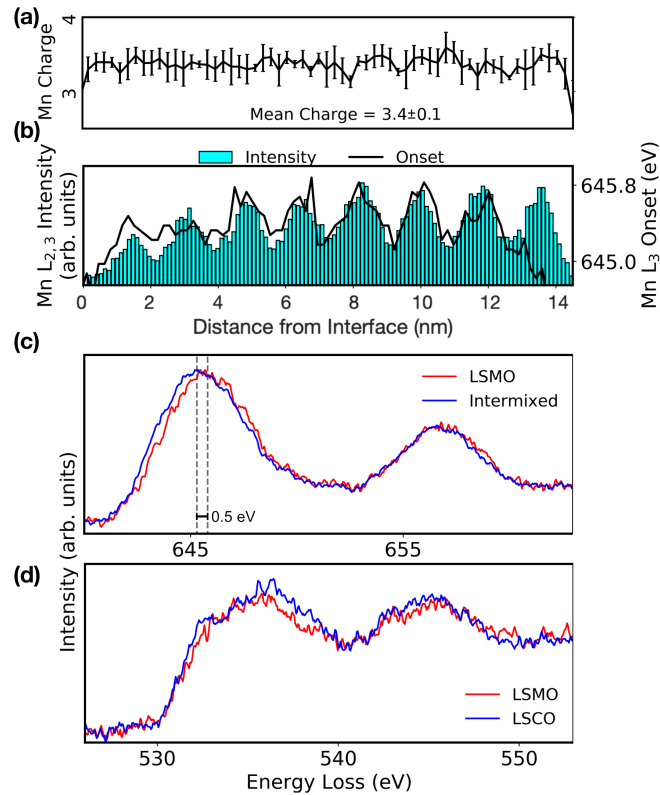 (a)
4
3
Mn Charge
Mean Charge = 3.4±0.1
(b)
Intensity
Onset
Mn L2,3 Intensity
(arb. units)
645.8
645.0
Mn L3 Onset (eV)
0 2 4 6 8 10 12 14
Distance from Interface (nm)
(c)
LSMO
Intermixed
0.5 eV
645 655
Intensity (arb. units)
(d)
LSMO
LSCO
530 540 550
Energy Loss (eV)